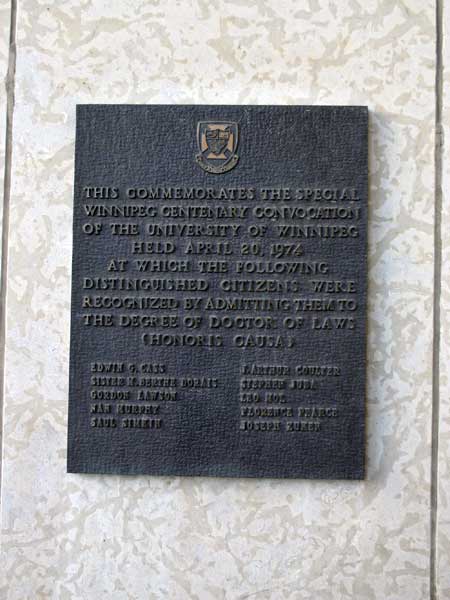 THIS COMMEMORATES THE SPECIAL
WINNIPEG CENTENARY CONVOCATION
OF THE UNIVERSITY OF WINNIPEG
HELD APRIL 20, 1974
AT WHICH THE FOLLOWING
DISTINGUISHED CITIZENS WERE
RECOGNIZED BY ADMITTING THEM TO
THE DEGREE OF DOCTOR OF LAWS
(HONORIS CAUSA)
EDWIN G. CASS
SISTER M. BERTHE DORAIS
GORDON LAWSON
NAN MURPHY
SAUL SIMKIN
ARTHUR COULTER
STEPHEN JUBA
LEO MOL
FLORENCE PEARCE
JOSEPH ZUKEN